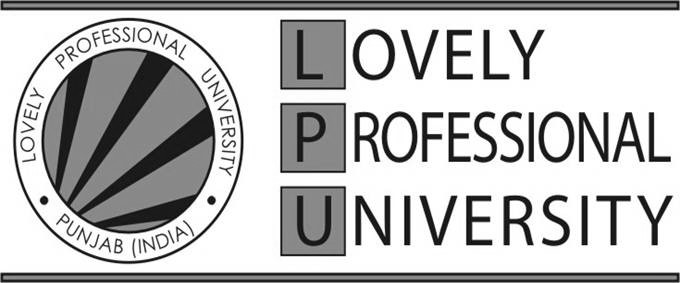 LOVELY PROFESSIONAL UNIVERSITY
• PUNJAB (INDIA) •
LOVELY
PROFESSIONAL
UNIVERSITY